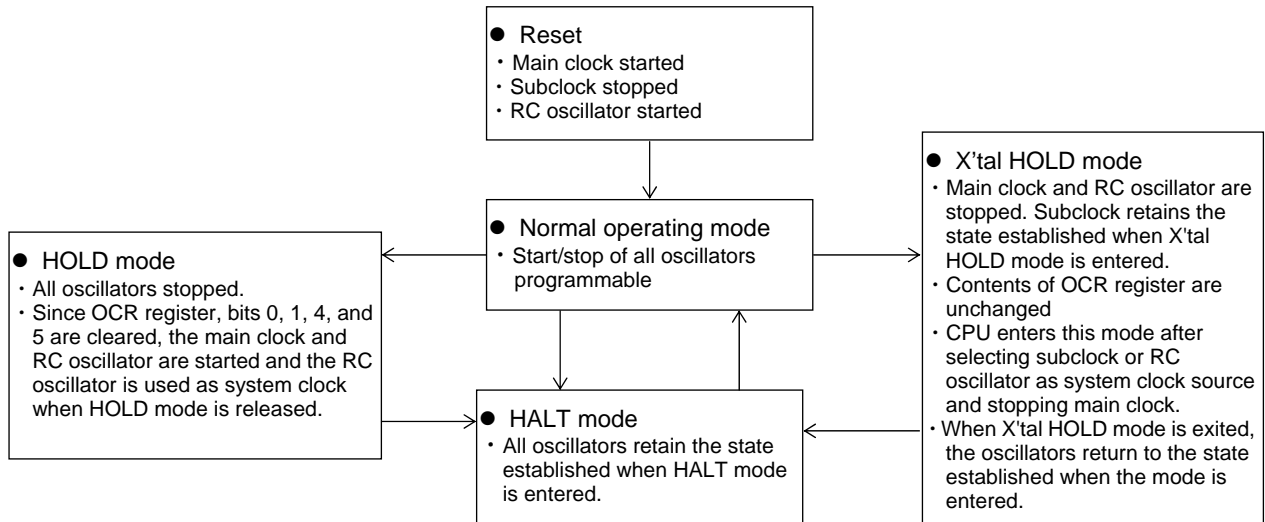 ● Reset
・Main clock started
・Subclock stopped
・RC oscillator started
● Normal operating mode
・Start/stop of all oscillators
programmable
● HOLD mode
・All oscillators stopped.
・Since OCR register, bits 0, 1, 4, and
5 are cleared, the main clock and
RC oscillator are started and the RC
oscillator is used as system clock
when HOLD mode is released.
● HALT mode
・All oscillators retain the state
established when HALT mode
is entered.
● X'tal HOLD mode
・Main clock and RC oscillator are
stopped. Subclock retains the
state established when X'tal
HOLD mode is entered.
・Contents of OCR register are
unchanged
・CPU enters this mode after
selecting subclock or RC
oscillator as system clock source
and stopping main clock.
・When X'tal HOLD mode is exited,
the oscillators return to the state
established when the mode is
entered.